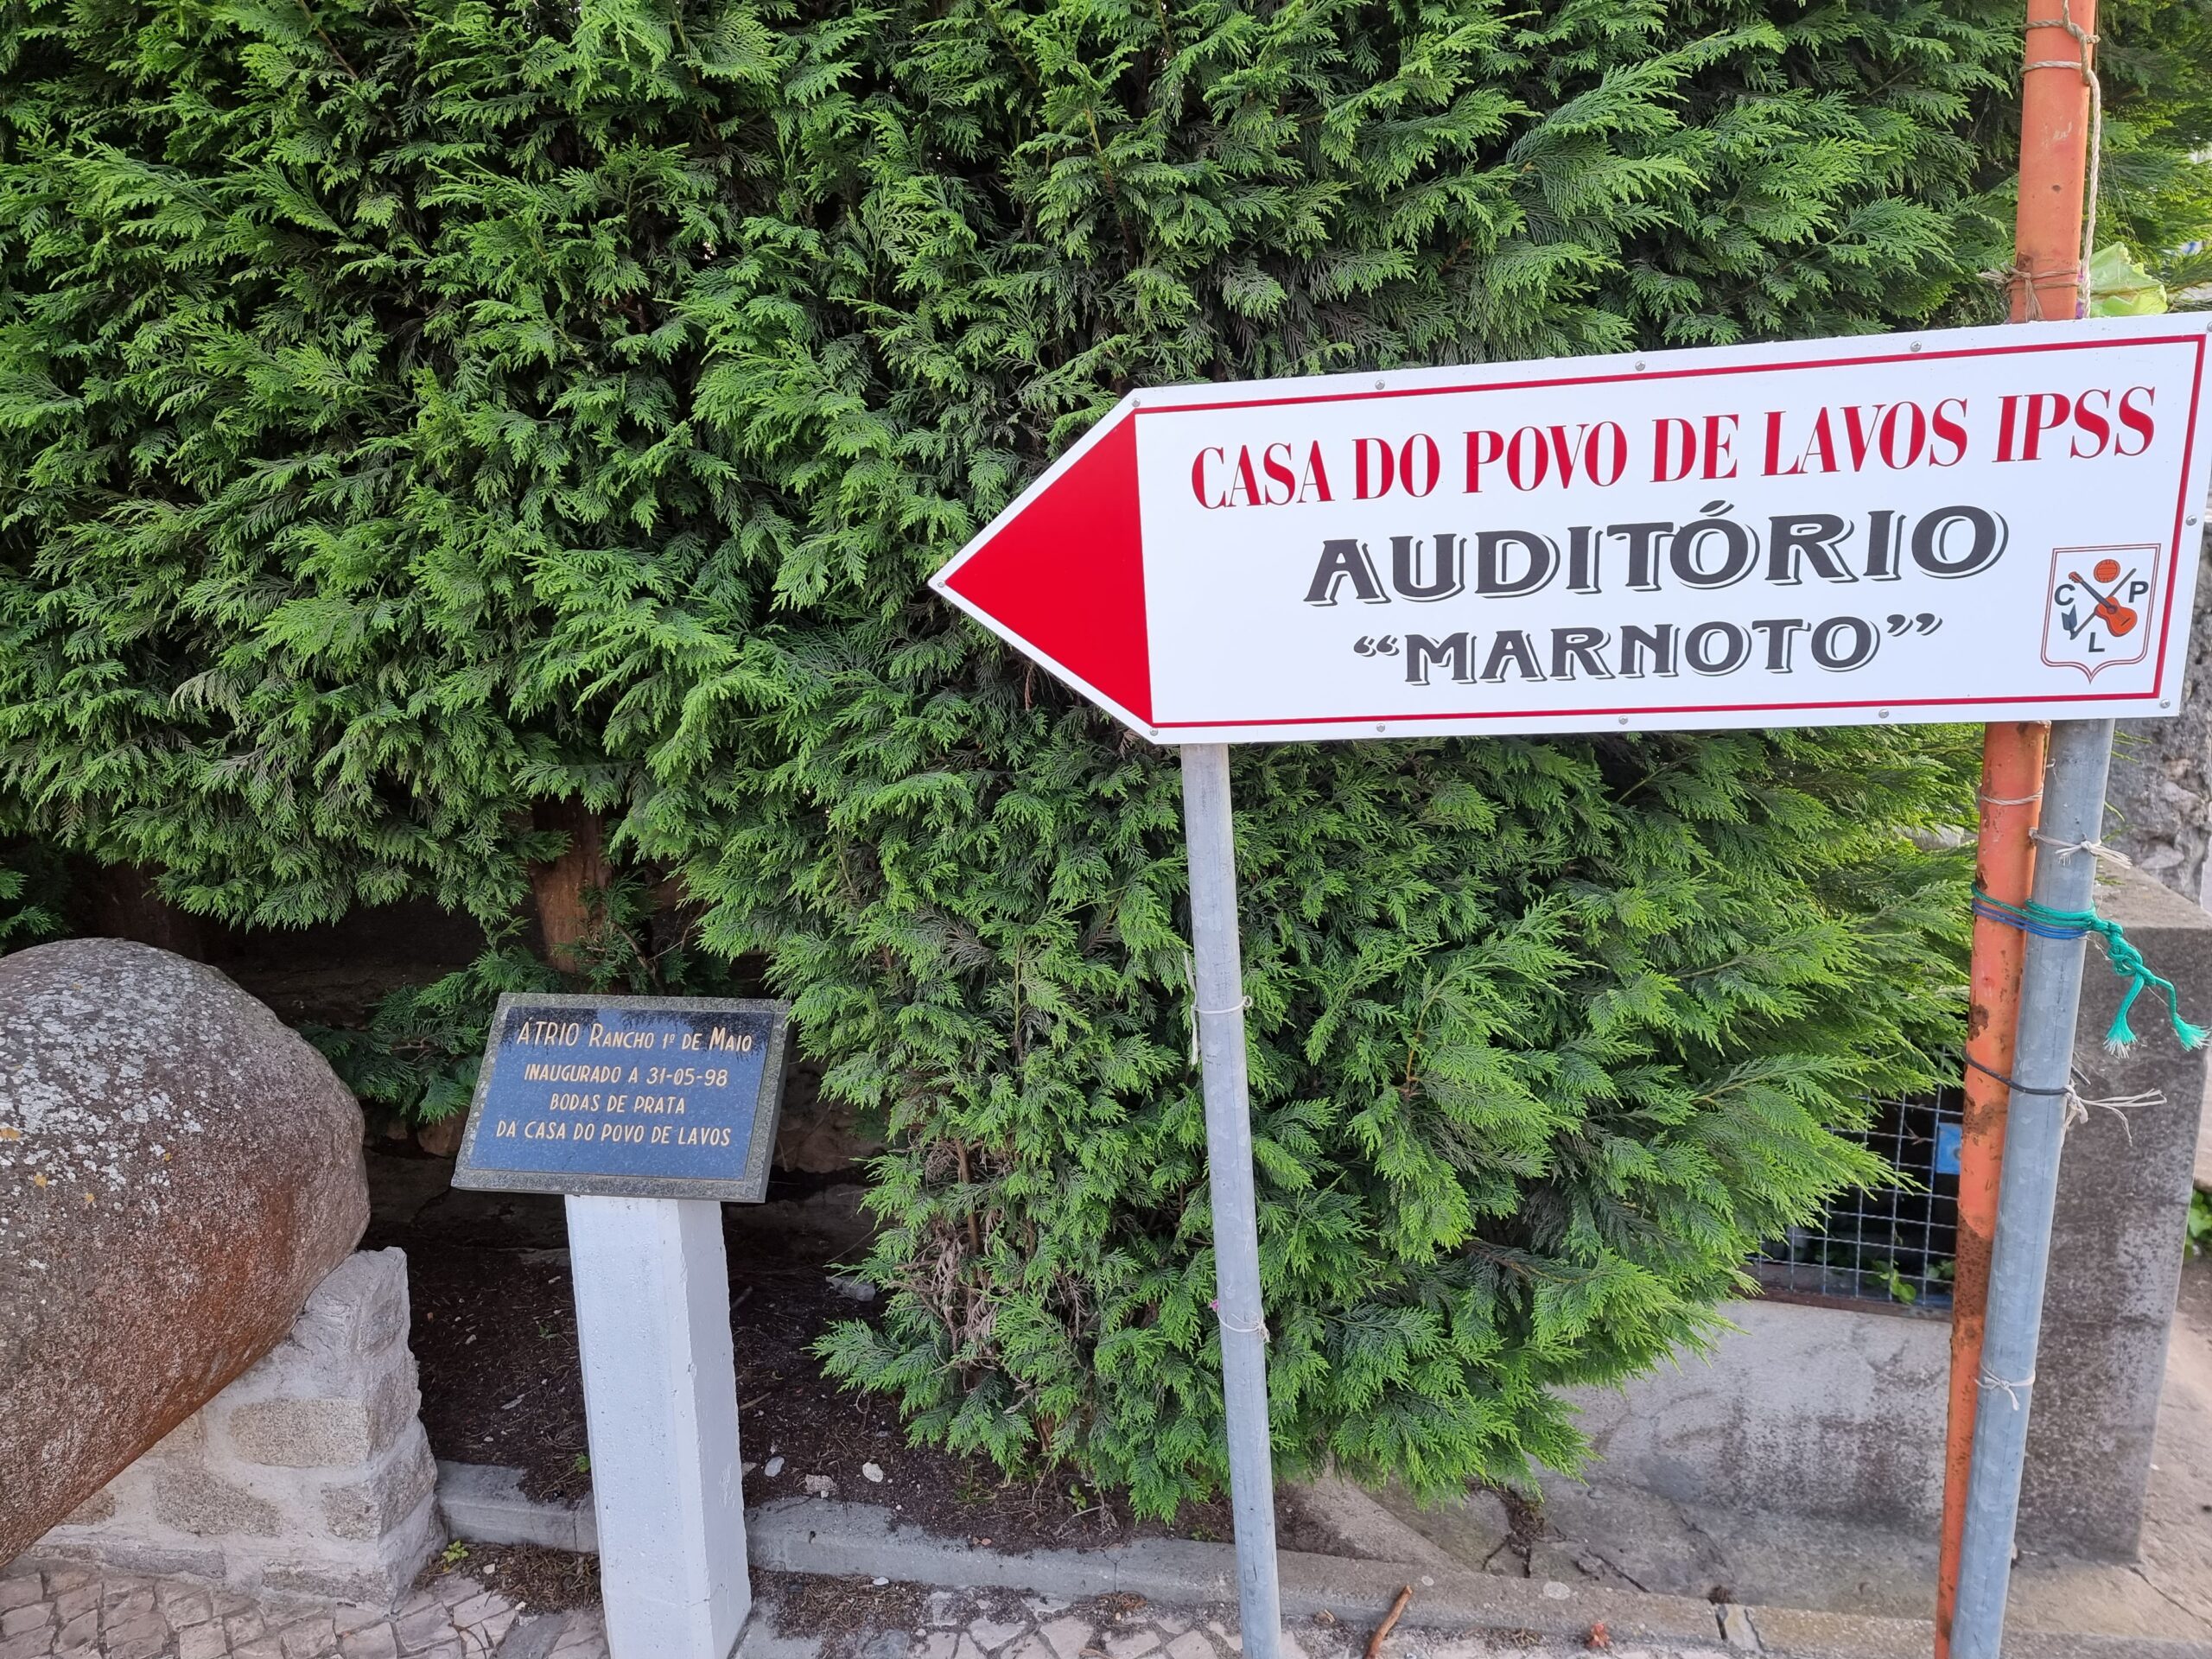 CASA DO POVO DE LAVOS IPSS
AUDITÓRIO
“MARNOTO”
C P
L
ÁTRIO RANCHO 1º DE MAIO
INAUGURADO A 31-05-98
BODAS DE PRATA
DA CASA DO POVO DE LAVOS